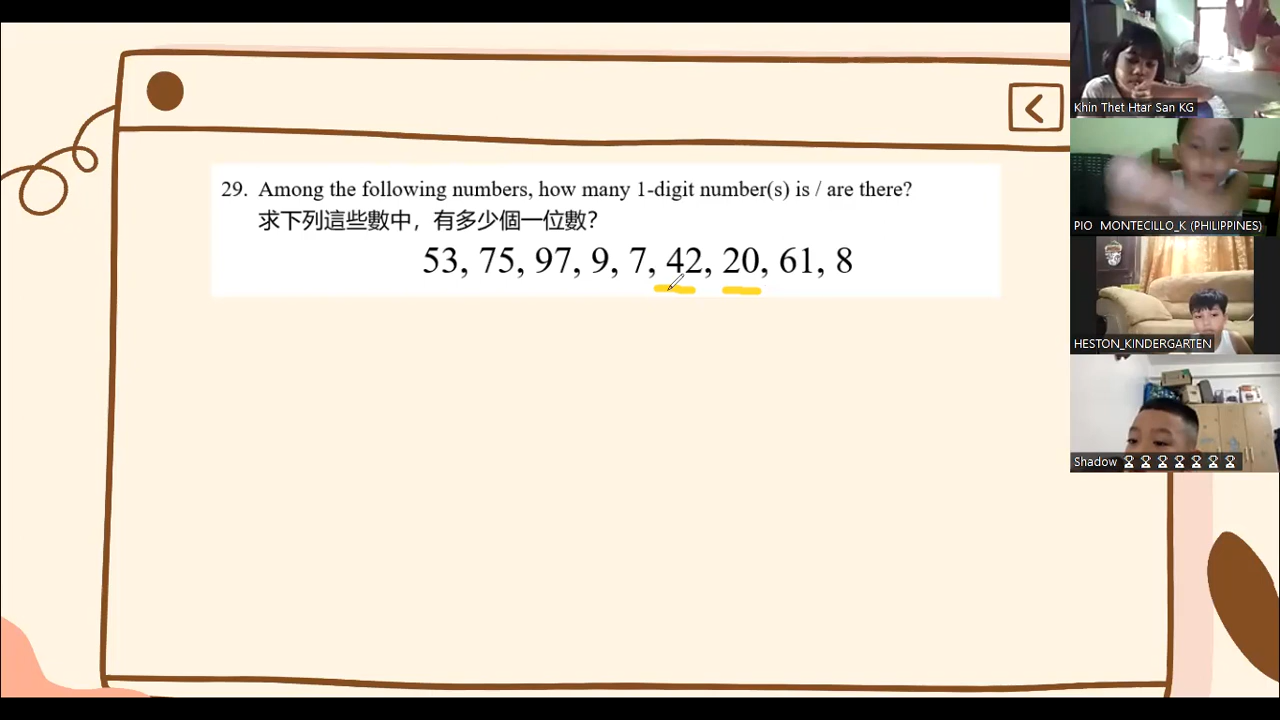 29. Among the following numbers, how many 1-digit number(s) is / are there?
求下列這些數中，有多少個一位數？
53, 75, 97, 9, 7, 42, 20, 61, 8
Khin Thet Htar San KG
PIO MONTECILLO_K (PHILIPPINES)
HESTON_KINDERGARTEN
Shadow 🏆🏆🏆🏆🏆🏆🏆